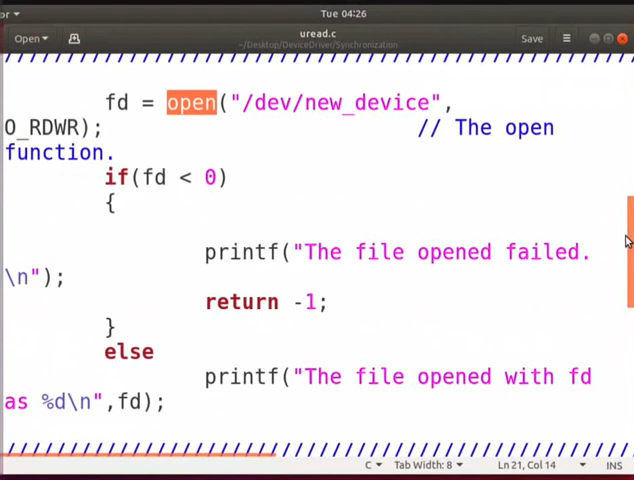 or Tue 04:26
Open uread.c Save
~/Desktop/DeviceDriver/Synchronization
////////////////////////////////////////////////////
fd = open("/dev/new_device",
O_RDWR); // The open
function.
if(fd < 0)
{
printf("The file opened failed.
\n");
return -1;
}
else
printf("The file opened with fd
as %d\n",fd);
////////////////////////////////////////////////////
C Tab Width: 8 Ln 21, Col 14 INS